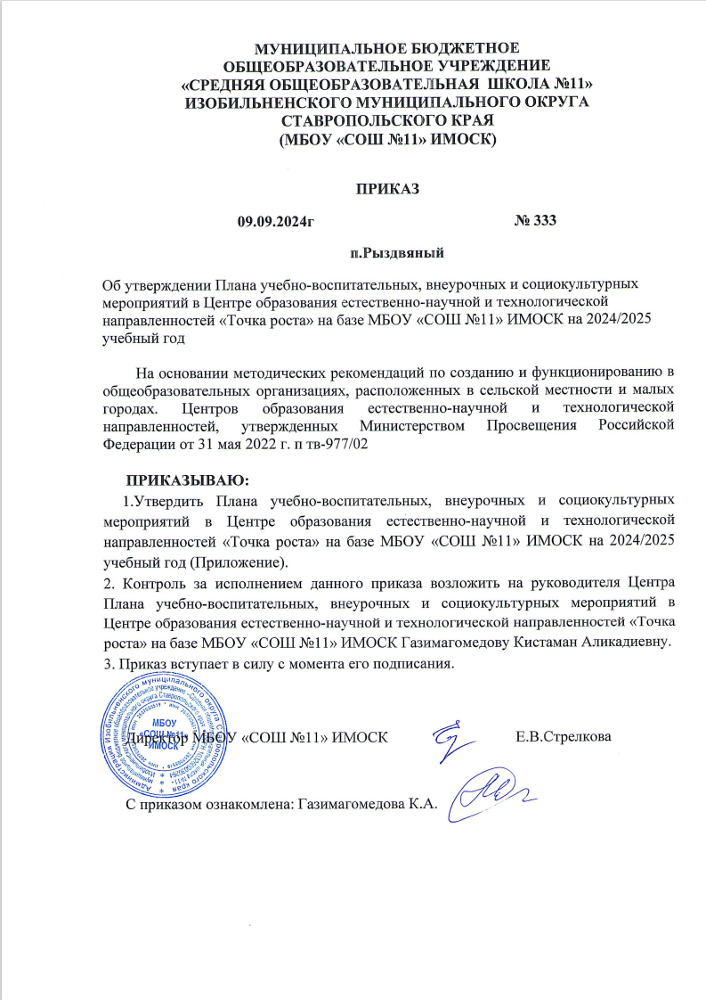 МУНИЦИПАЛЬНОЕ БЮДЖЕТНОЕ
ОБЩЕОБРАЗОВАТЕЛЬНОЕ УЧРЕЖДЕНИЕ
«СРЕДНЯЯ ОБЩЕОБРАЗОВАТЕЛЬНАЯ ШКОЛА №11»
ИЗОБИЛЬНЕНСКОГО МУНИЦИПАЛЬНОГО ОКРУГА
СТАВРОПОЛЬСКОГО КРАЯ
(МБОУ «СОШ №11» ИМОСК)
ПРИКАЗ
09.09.2024г № 333
п.Рыздвяный
Об утверждении Плана учебно-воспитательных, внеурочных и социокультурных
мероприятий в Центре образования естественно-научной и технологической
направленностей «Точка роста» на базе МБОУ «СОШ №11» ИМОСК на 2024/2025
учебный год
На основании методических рекомендаций по созданию и функционированию в
общеобразовательных организациях, расположенных в сельской местности и малых
городах. Центров образования естественно-научной и технологической
направленностей, утвержденных Министерством Просвещения Российской
Федерации от 31 мая 2022 г. п тв-977/02
ПРИКАЗЫВАЮ:
1.Утвердить Плана учебно-воспитательных, внеурочных и социокультурных
мероприятий в Центре образования естественно-научной и технологической
направленностей «Точка роста» на базе МБОУ «СОШ №11» ИМОСК на 2024/2025
учебный год (Приложение).
2. Контроль за исполнением данного приказа возложить на руководителя Центра
Плана учебно-воспитательных, внеурочных и социокультурных мероприятий в
Центре образования естественно-научной и технологической направленностей «Точка
роста» на базе МБОУ «СОШ №11» ИМОСК Газимагомедову Кистаман Аликадиевну.
3. Приказ вступает в силу с момента его подписания.
Администрация Изобильненского муниципального округа Ставропольского края
МБОУ
«СОШ №11»
ИМОСК
Директор МБОУ «СОШ №11» ИМОСК Е.В.Стрелкова
С приказом ознакомлена: Газимагомедова К.А.